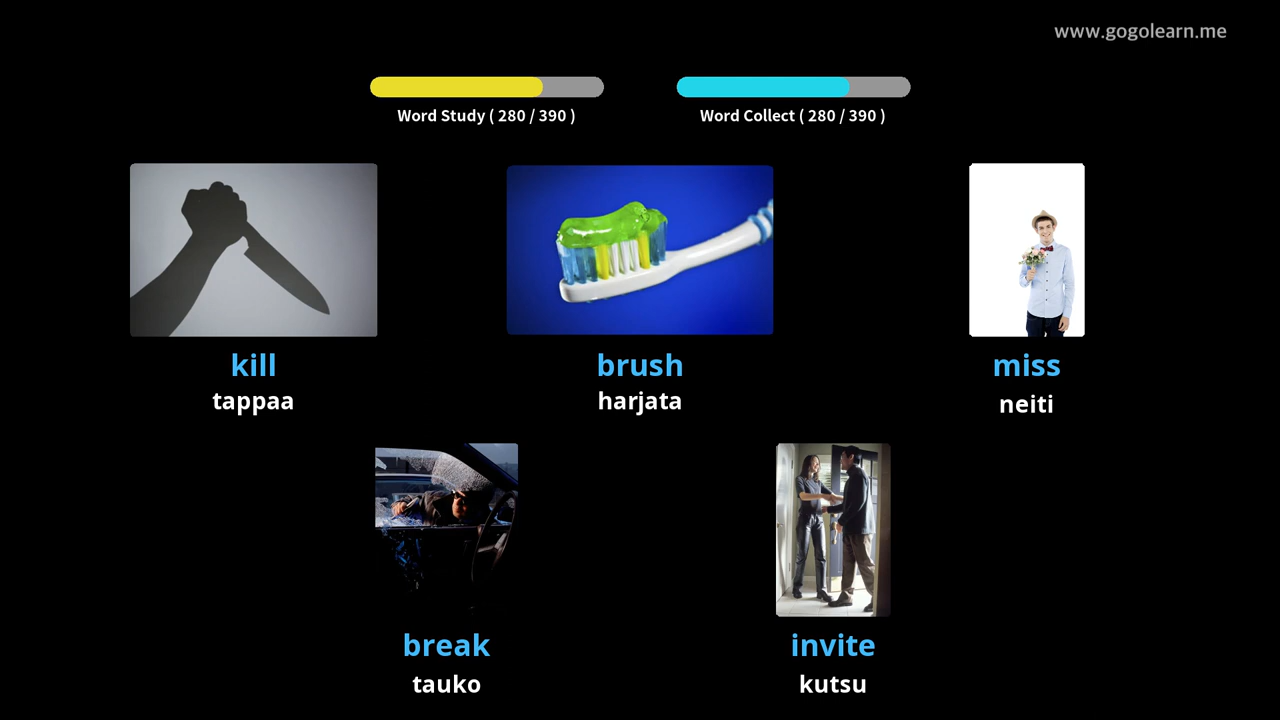 www.gogolearn.me
Word Study ( 280 / 390 )
Word Collect ( 280 / 390 )
kill
tappaa
brush
harjata
miss
neiti
break
tauko
invite
kutsu